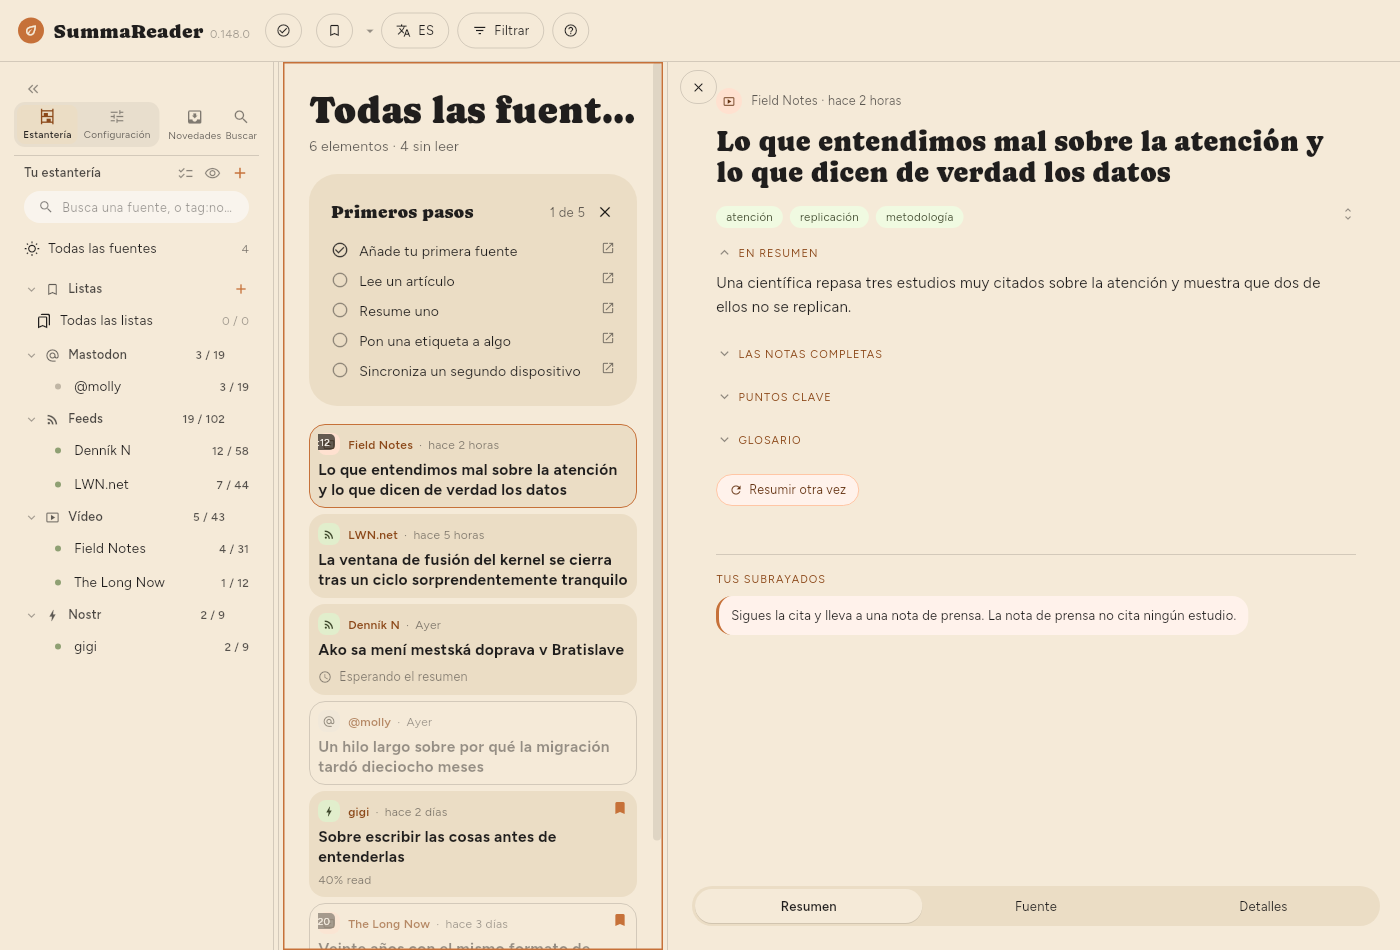 SummaReader 0.148.0
ES
Filtrar
Estantería
Configuración
Novedades
Buscar
Tu estantería
Busca una fuente, o tag:no...
Todas las fuentes 4
Listas
Todas las listas 0 / 0
Mastodon 3 / 19
@molly 3 / 19
Feeds 19 / 102
Denník N 12 / 58
LWN.net 7 / 44
Vídeo 5 / 43
Field Notes 4 / 31
The Long Now 1 / 12
Nostr 2 / 9
gigi 2 / 9
Todas las fuent...
6 elementos · 4 sin leer
Primeros pasos 1 de 5
Añade tu primera fuente
Lee un artículo
Resume uno
Pon una etiqueta a algo
Sincroniza un segundo dispositivo
:12 Field Notes · hace 2 horas
Lo que entendimos mal sobre la atención
y lo que dicen de verdad los datos
LWN.net · hace 5 horas
La ventana de fusión del kernel se cierra
tras un ciclo sorprendentemente tranquilo
Denník N · Ayer
Ako sa mení mestská doprava v Bratislave
Esperando el resumen
@molly · Ayer
Un hilo largo sobre por qué la migración
tardó dieciocho meses
gigi · hace 2 días
Sobre escribir las cosas antes de
entenderlas
40% read
20 The Long Now · hace 3 días
Veinte años con el mismo formato de
Field Notes · hace 2 horas
Lo que entendimos mal sobre la atención y
lo que dicen de verdad los datos
atención
replicación
metodología
EN RESUMEN
Una científica repasa tres estudios muy citados sobre la atención y muestra que dos de
ellos no se replican.
LAS NOTAS COMPLETAS
PUNTOS CLAVE
GLOSARIO
Resumir otra vez
TUS SUBRAYADOS
Sigues la cita y lleva a una nota de prensa. La nota de prensa no cita ningún estudio.
Resumen
Fuente
Detalles